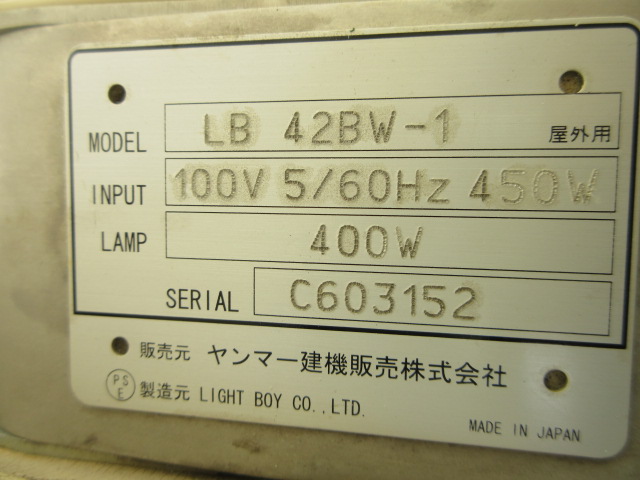 MODEL LB 42BW-1 屋外用
INPUT 100V 5/60Hz 450W
LAMP 400W
SERIAL C603152
販売元 ヤンマー建機販売株式会社
PSE 製造元 LIGHT BOY CO.,LTD.
MADE IN JAPAN